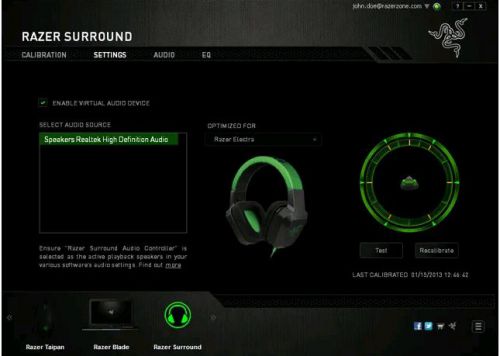 john.doe@razerzone.com
? - x
RAZER SURROUND
CALIBRATION SETTINGS AUDIO EQ
ENABLE VIRTUAL AUDIO DEVICE
SELECT AUDIO SOURCE
Speakers Realtek High Definition Audio
Ensure "Razer Surround Audio Controller" is
selected as the active playback speakers in your
various software's audio settings. Find out more
OPTIMIZED FOR
Razer Electra
Test Recalibrate
LAST CALIBRATED 01/15/2013 12:46:42
Razer Taipan Razer Blade Razer Surround